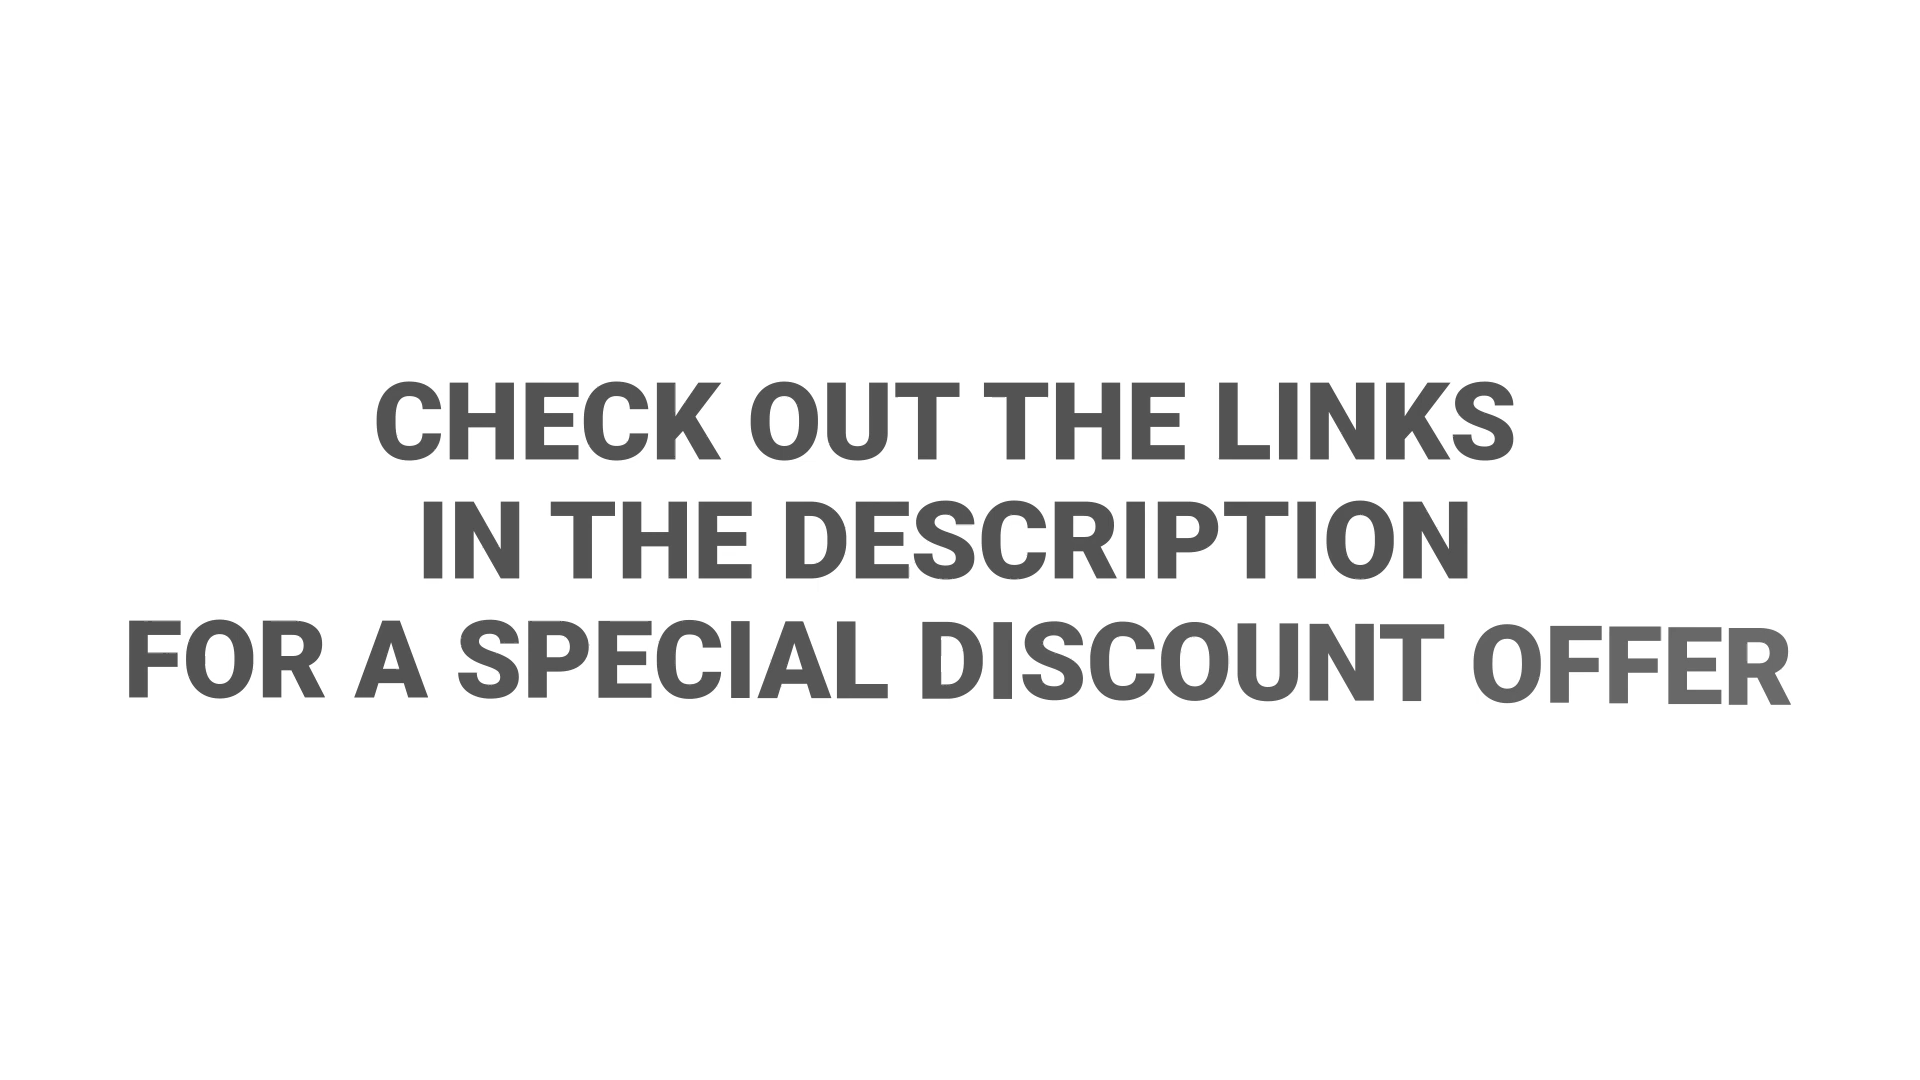 CHECK OUT THE LINKS
IN THE DESCRIPTION
FOR A SPECIAL DISCOUNT OFFER